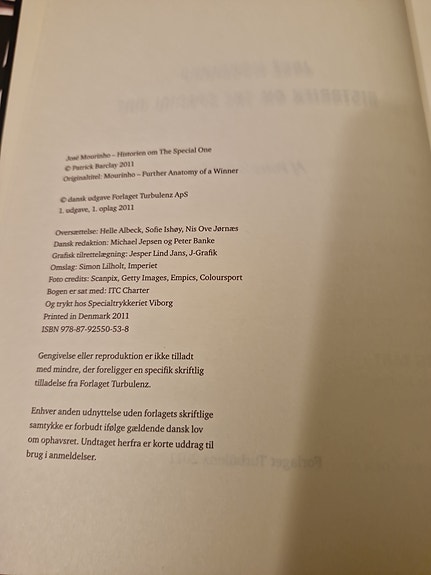 José Mourinho – Historien om The Special One
© Patrick Barclay 2011
Originaltitel: Mourinho – Further Anatomy of a Winner
© dansk udgave Forlaget Turbulenz ApS
1. udgave, 1. oplag 2011
Oversættelse: Helle Albeck, Sofie Ishøy, Nis Ove Jørnæs
Dansk redaktion: Michael Jepsen og Peter Banke
Grafisk tilrettelægning: Jesper Lind Jans, J-Grafik
Omslag: Simon Lilholt, Imperiet
Foto credits: Scanpix, Getty Images, Empics, Coloursport
Bogen er sat med: ITC Charter
Og trykt hos Specialtrykkeriet Viborg
Printed in Denmark 2011
ISBN 978-87-92550-53-8
Gengivelse eller reproduktion er ikke tilladt
med mindre, der foreligger en specifik skriftlig
tilladelse fra Forlaget Turbulenz.
Enhver anden udnyttelse uden forlagets skriftlige
samtykke er forbudt ifølge gældende dansk lov
om ophavsret. Undtaget herfra er korte uddrag til
brug i anmeldelser.